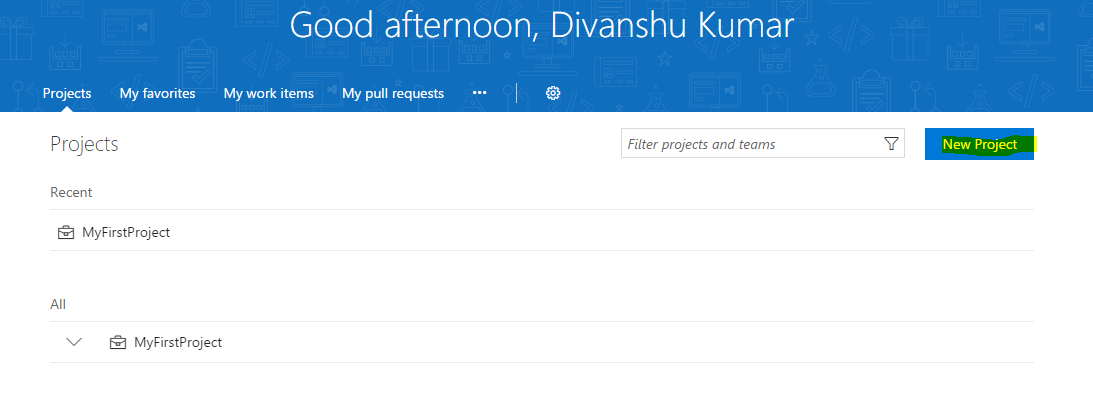 Good afternoon, Divanshu Kumar
Projects My favorites My work items My pull requests ···
Projects Filter projects and teams New Project
Recent
MyFirstProject
All
MyFirstProject